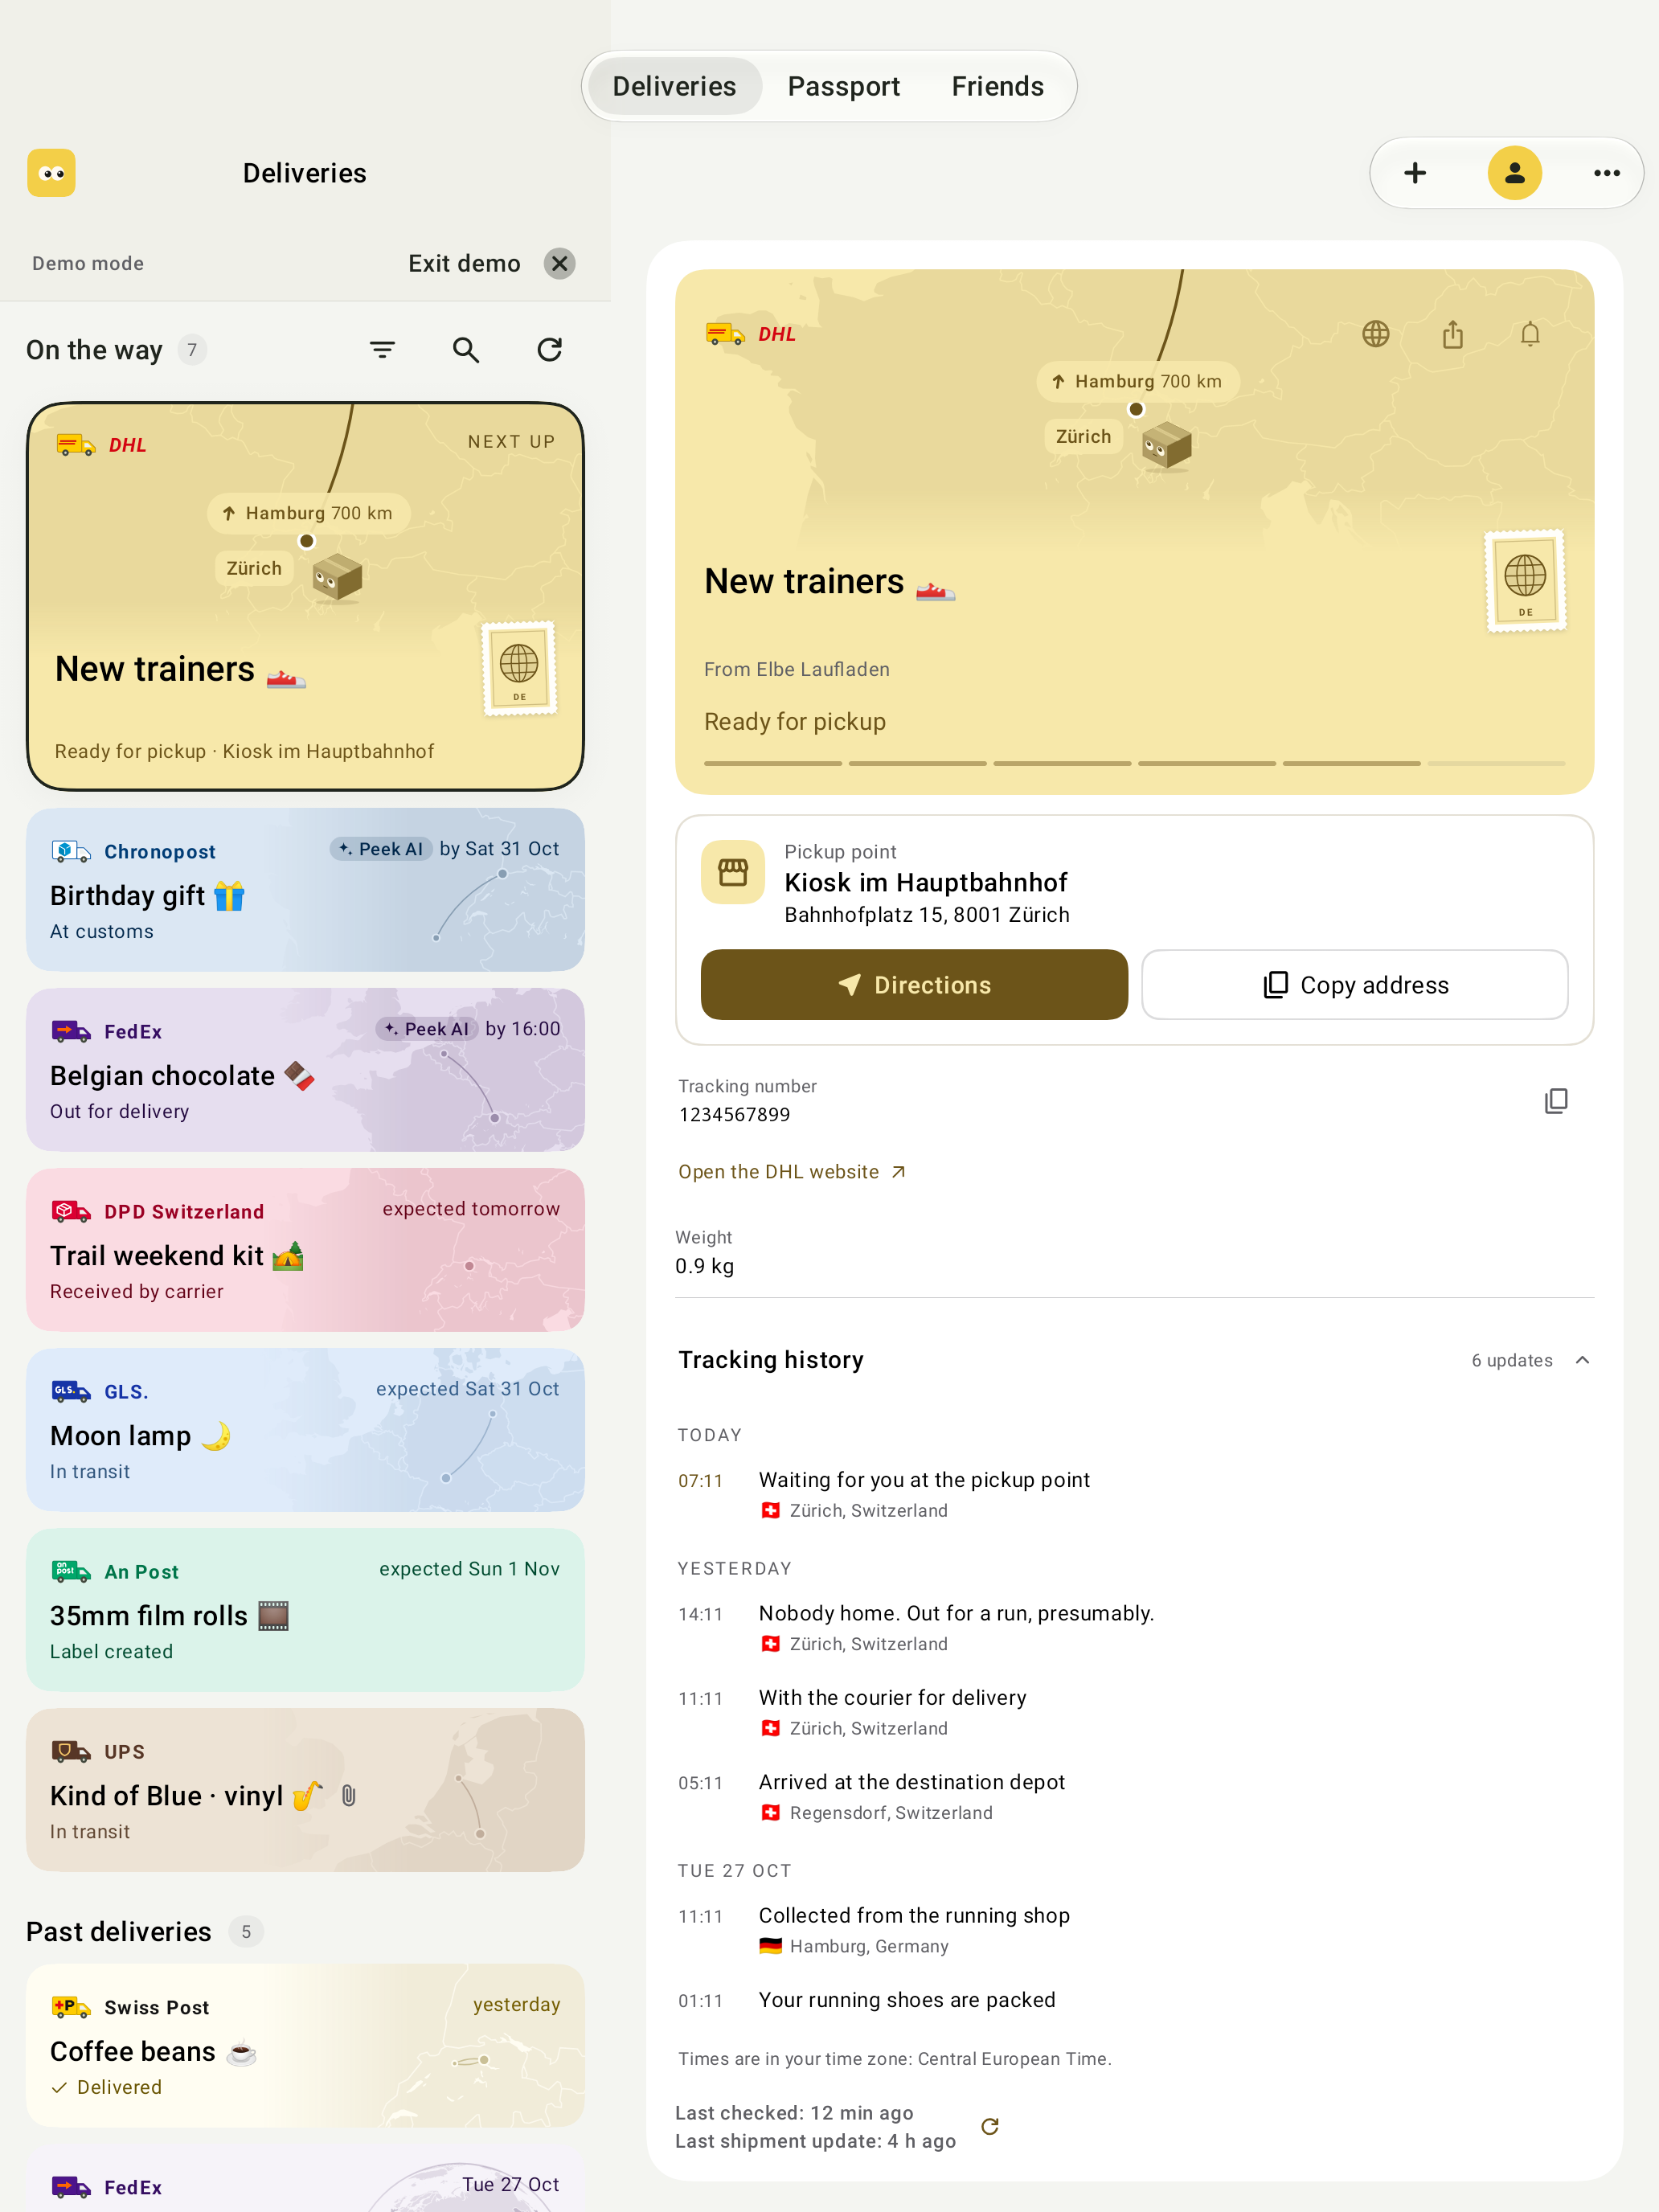 Deliveries
Passport
Friends
Deliveries
Demo mode
Exit demo
On the way 7
DHL
NEXT UP
Hamburg 700 km
Zürich
New trainers 👟
DE
Ready for pickup · Kiosk im Hauptbahnhof
Chronopost
Peek AI by Sat 31 Oct
Birthday gift 🎁
At customs
FedEx
Peek AI by 16:00
Belgian chocolate 🍫
Out for delivery
DPD Switzerland
expected tomorrow
Trail weekend kit 🏕️
Received by carrier
GLS.
GLS.
expected Sat 31 Oct
Moon lamp 🌙
In transit
an post
An Post
expected Sun 1 Nov
35mm film rolls 🎞️
Label created
UPS
Kind of Blue · vinyl 🎷
In transit
Past deliveries 5
P
Swiss Post
yesterday
Coffee beans ☕
Delivered
FedEx
Tue 27 Oct
DHL
Hamburg 700 km
Zürich
New trainers 👟
DE
From Elbe Laufladen
Ready for pickup
Pickup point
Kiosk im Hauptbahnhof
Bahnhofplatz 15, 8001 Zürich
Directions
Copy address
Tracking number
1234567899
Open the DHL website
Weight
0.9 kg
Tracking history
6 updates
TODAY
07:11 Waiting for you at the pickup point
🇨🇭 Zürich, Switzerland
YESTERDAY
14:11 Nobody home. Out for a run, presumably.
🇨🇭 Zürich, Switzerland
11:11 With the courier for delivery
🇨🇭 Zürich, Switzerland
05:11 Arrived at the destination depot
🇨🇭 Regensdorf, Switzerland
TUE 27 OCT
11:11 Collected from the running shop
🇩🇪 Hamburg, Germany
01:11 Your running shoes are packed
Times are in your time zone: Central European Time.
Last checked: 12 min ago
Last shipment update: 4 h ago